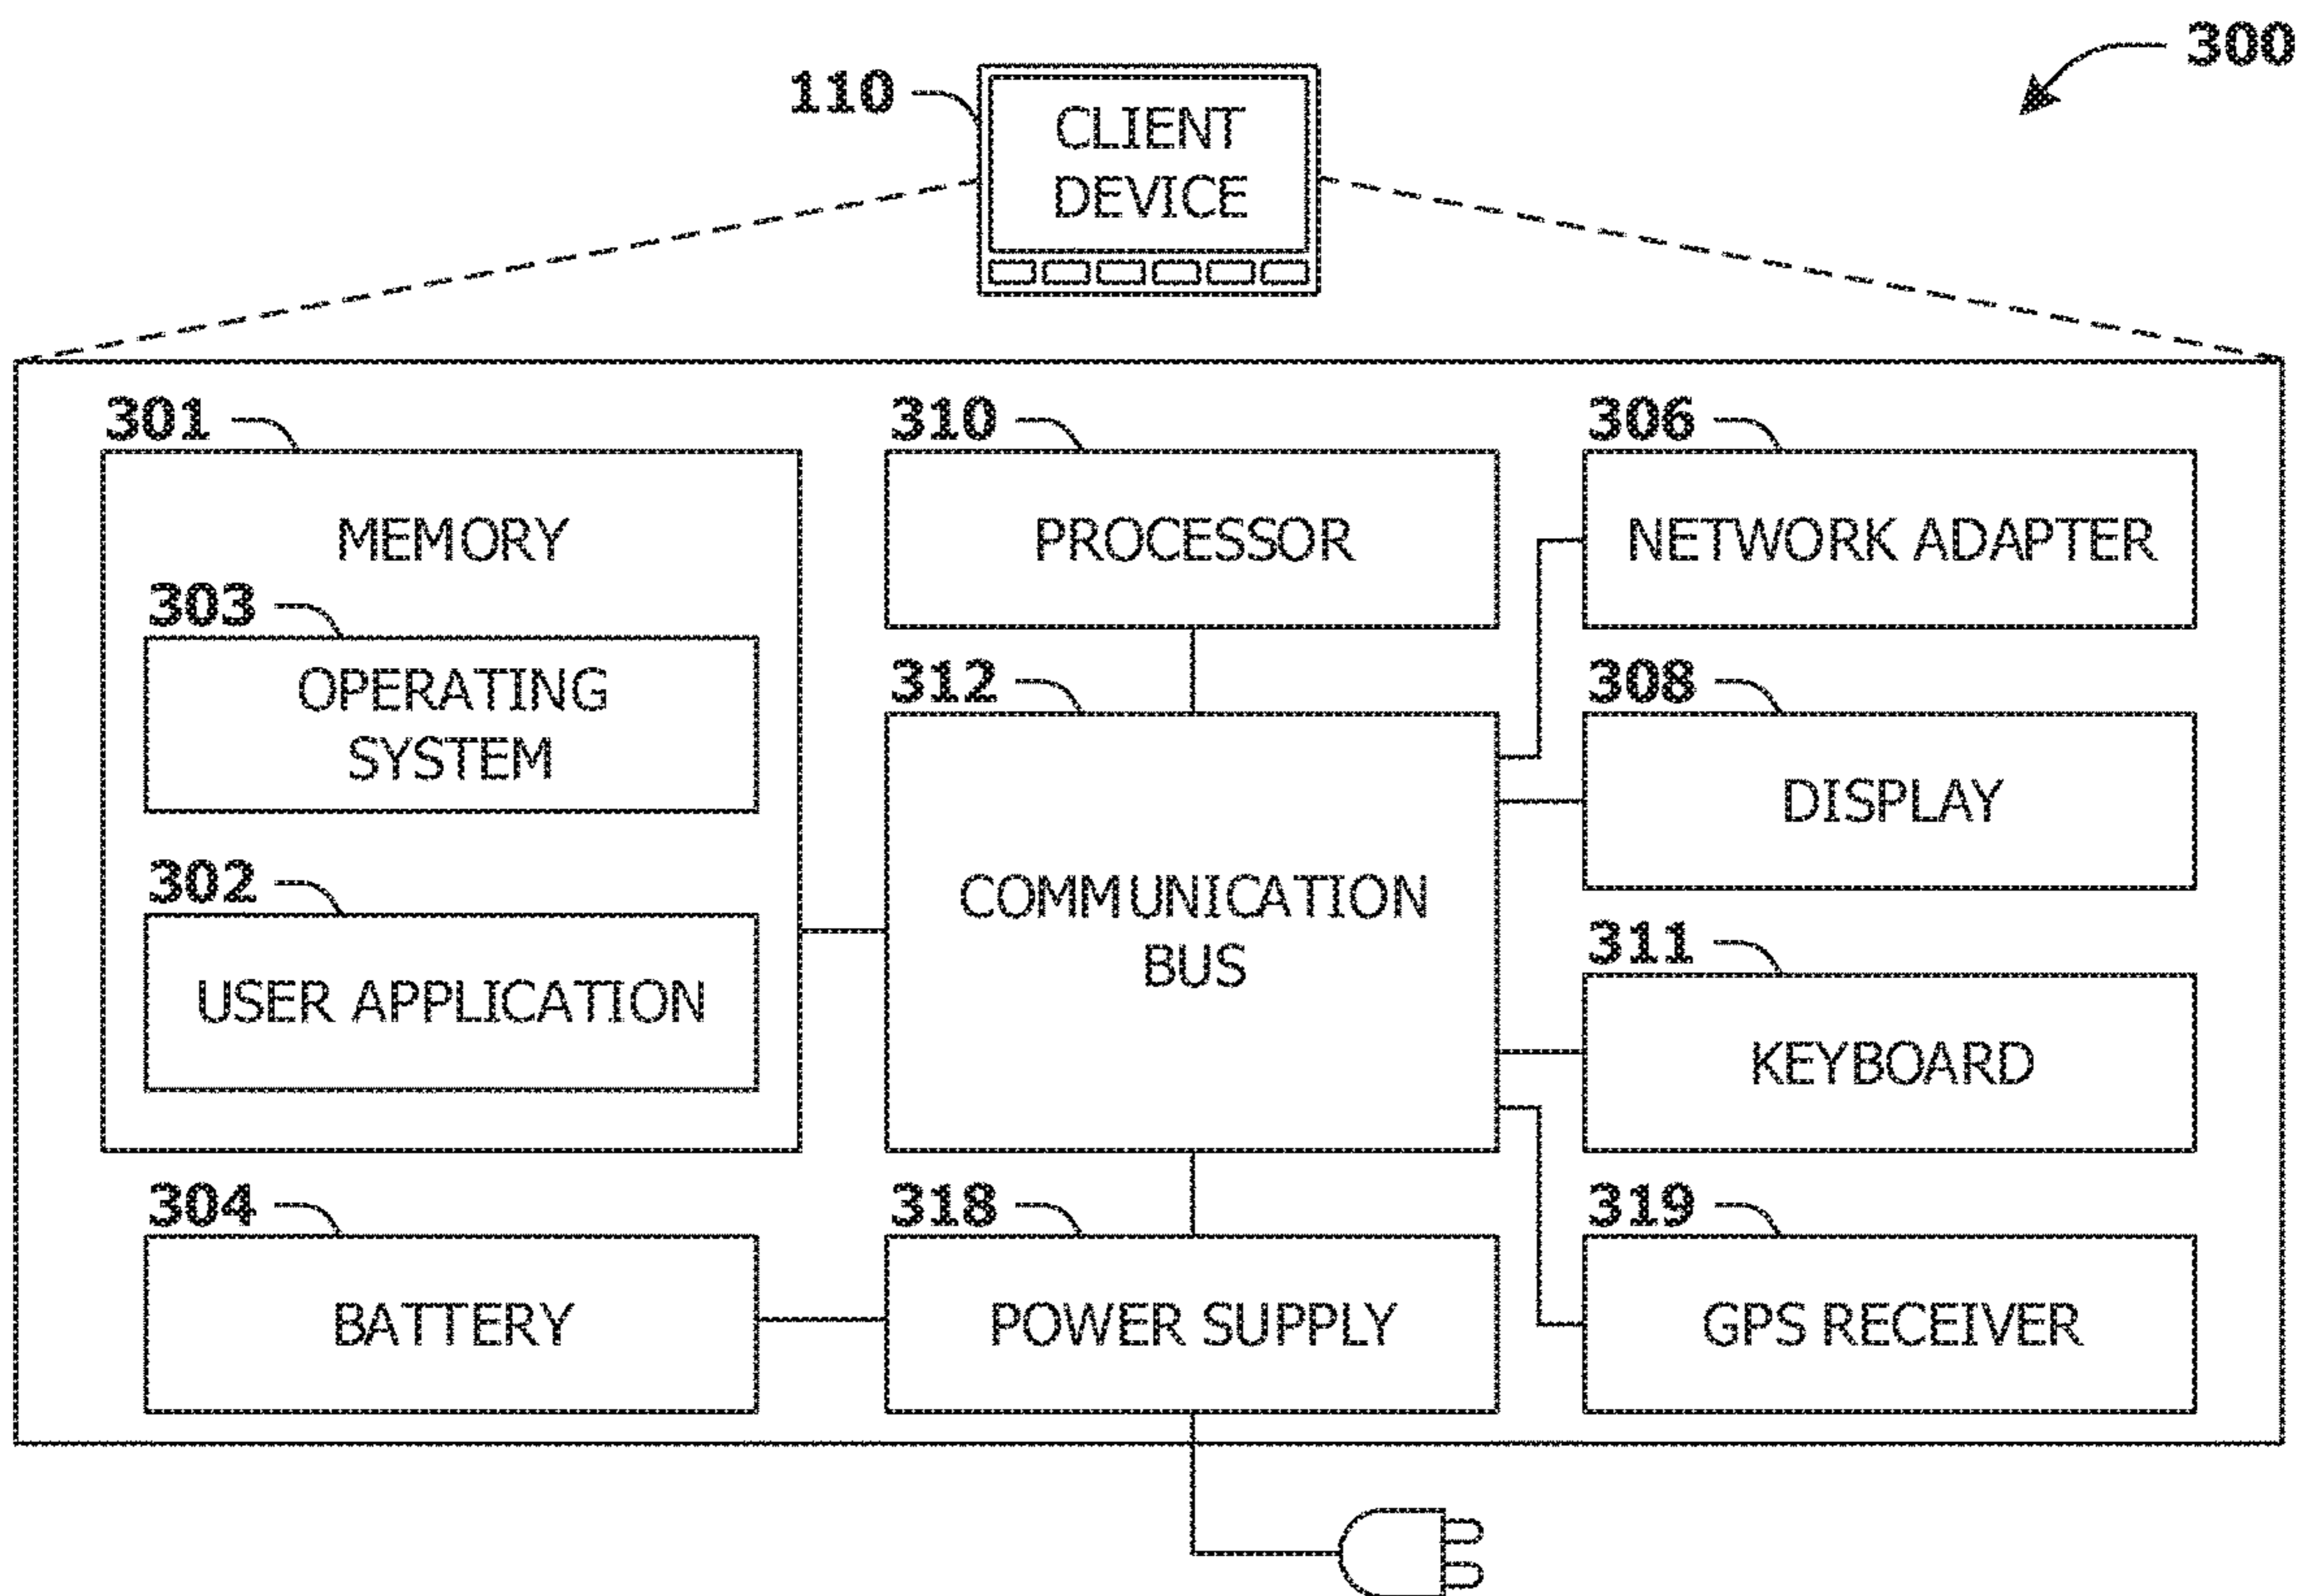 300
110
CLIENT
DEVICE
301
310
306
MEMORY
PROCESSOR
NETWORK ADAPTER
303
312
308
OPERATING
SYSTEM
DISPLAY
302
COMMUNICATION
BUS
311
USER APPLICATION
KEYBOARD
304
318
319
BATTERY
POWER SUPPLY
GPS RECEIVER